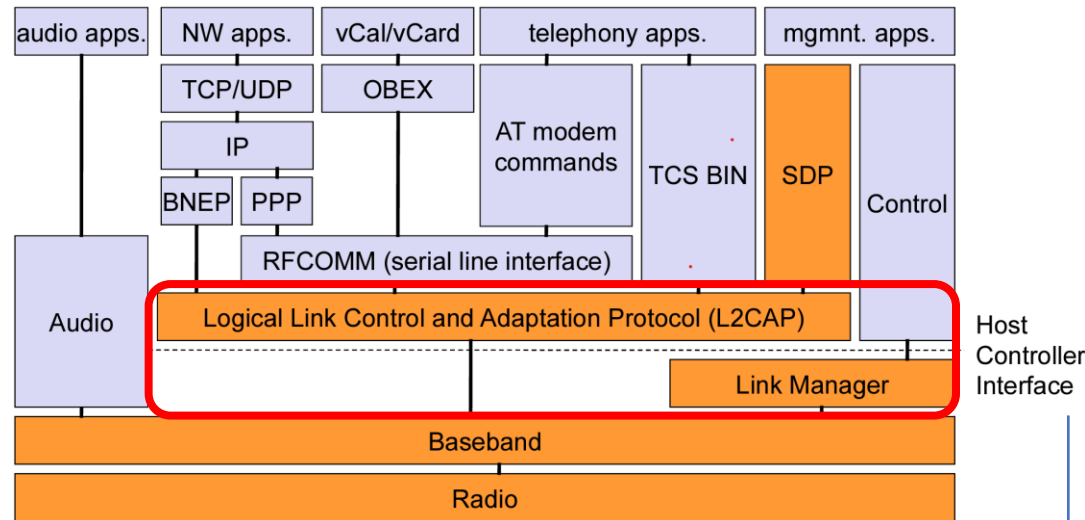 audio apps.
NW apps.
vCal/vCard
telephony apps.
mgmnt. apps.
TCP/UDP
OBEX
AT modem
commands
TCS BIN
SDP
Control
IP
BNEP
PPP
RFCOMM (serial line interface)
Audio
Logical Link Control and Adaptation Protocol (L2CAP)
Host
Controller
Interface
Link Manager
Baseband
Radio